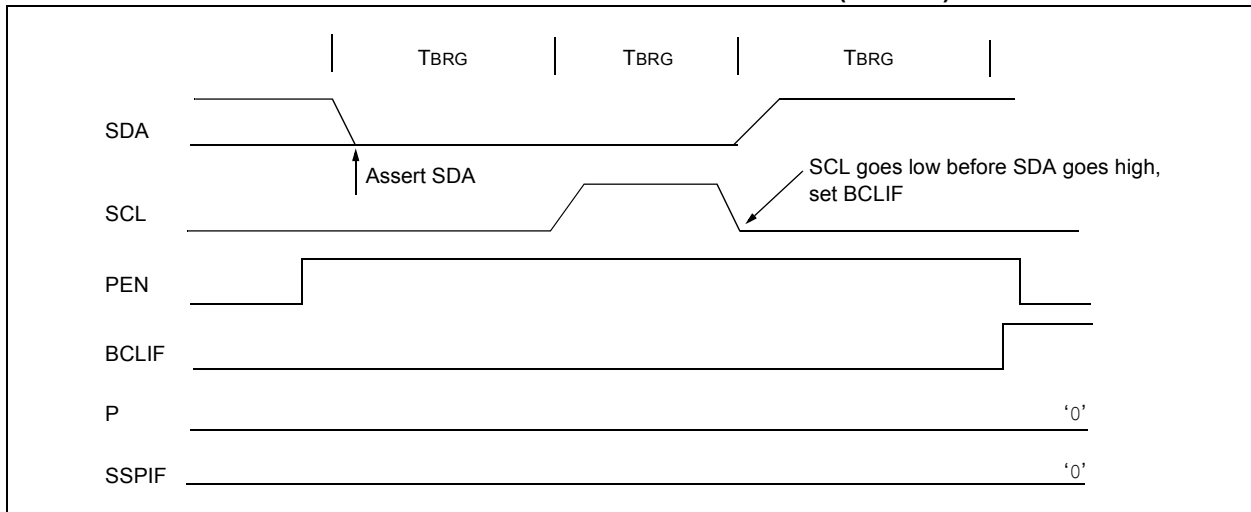 TBRG TBRG TBRG
SDA
Assert SDA
SCL goes low before SDA goes high,
set BCLIF
SCL
PEN
BCLIF
P '0'
SSPIF '0'